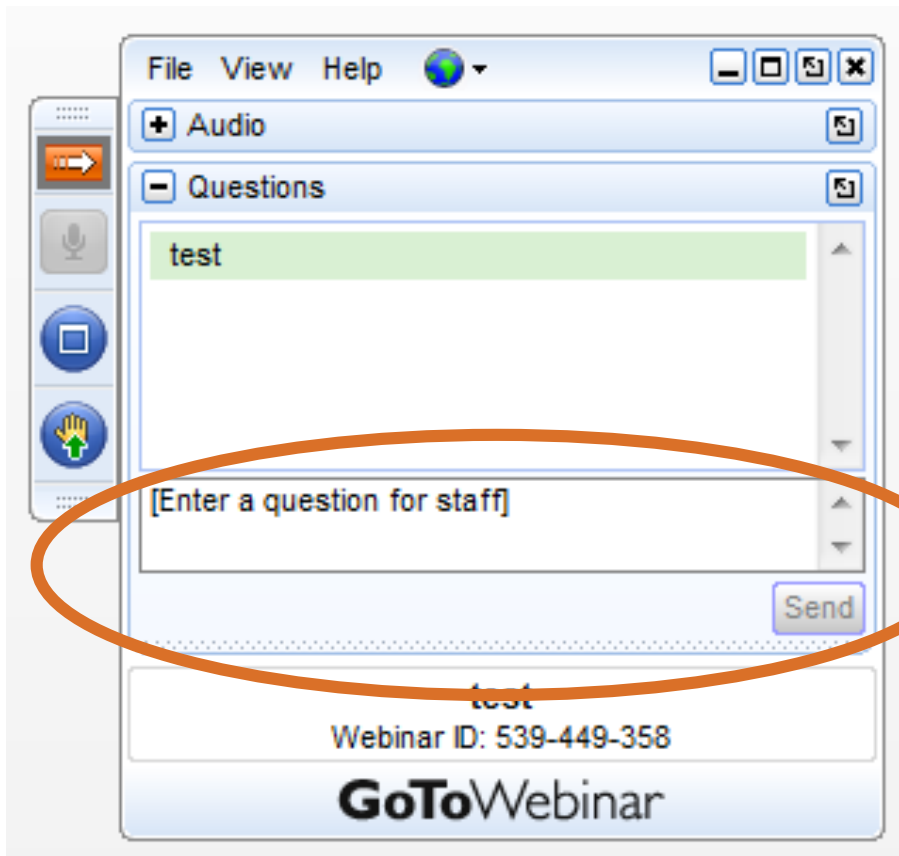 File View Help
Audio
Questions
test
[Enter a question for staff]
Send
test
Webinar ID: 539-449-358
GoToWebinar